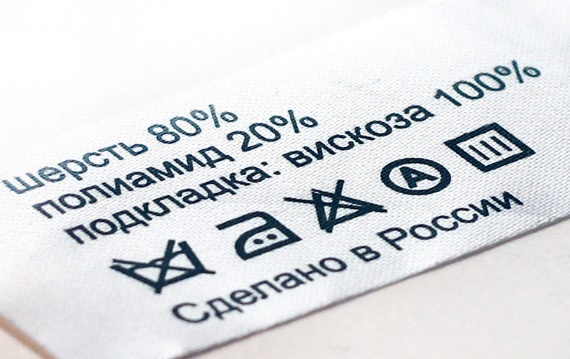 шерсть 80%
полиамид 20%
подкладка: вискоза 100%
A
Сделано в России